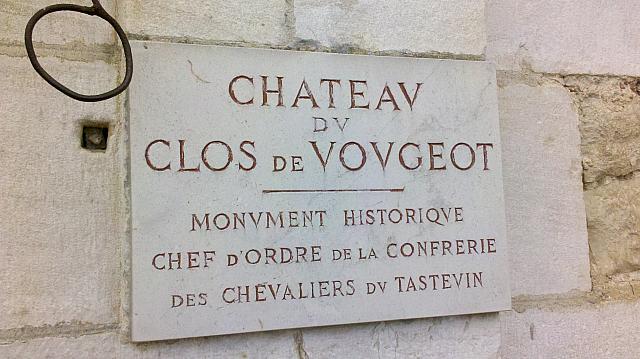 CHATEAV
DV
CLOS DE VOVGEOT
MONVMENT HISTORIQVE
CHEF D'ORDRE DE LA CONFRERIE
DES CHEVALIERS DV TASTEVIN